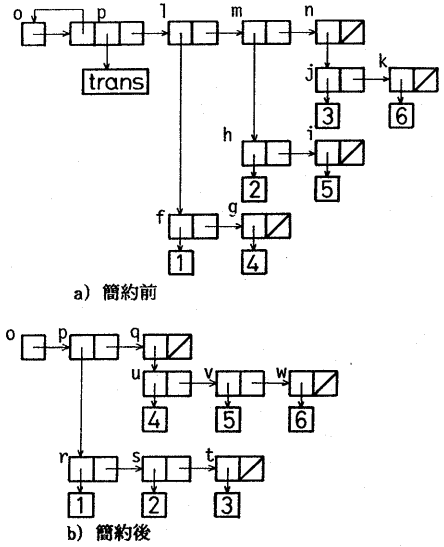 o p l m n
trans
j k
3 6
h i
2 5
f g
1 4
a) 簡約前
o p q
u v w
4 5 6
r s t
1 2 3
b) 簡約後